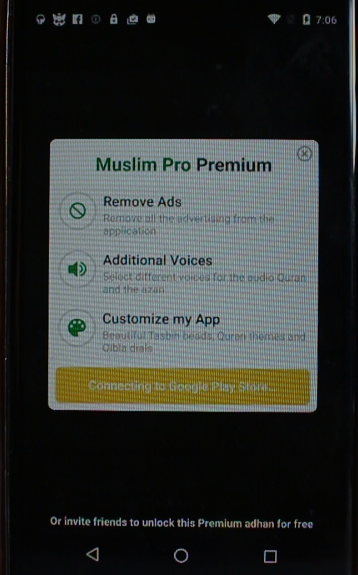 7:06
Muslim Pro Premium
Remove Ads
Remove all the advertising from the
application
Additional Voices
Select different voices for the audio Quran
and the azan
Customize my App
Beautiful Tasbih beads, Quran themes and
Qibla dials
Connecting to Google Play Store...
Or invite friends to unlock this Premium adhan for free